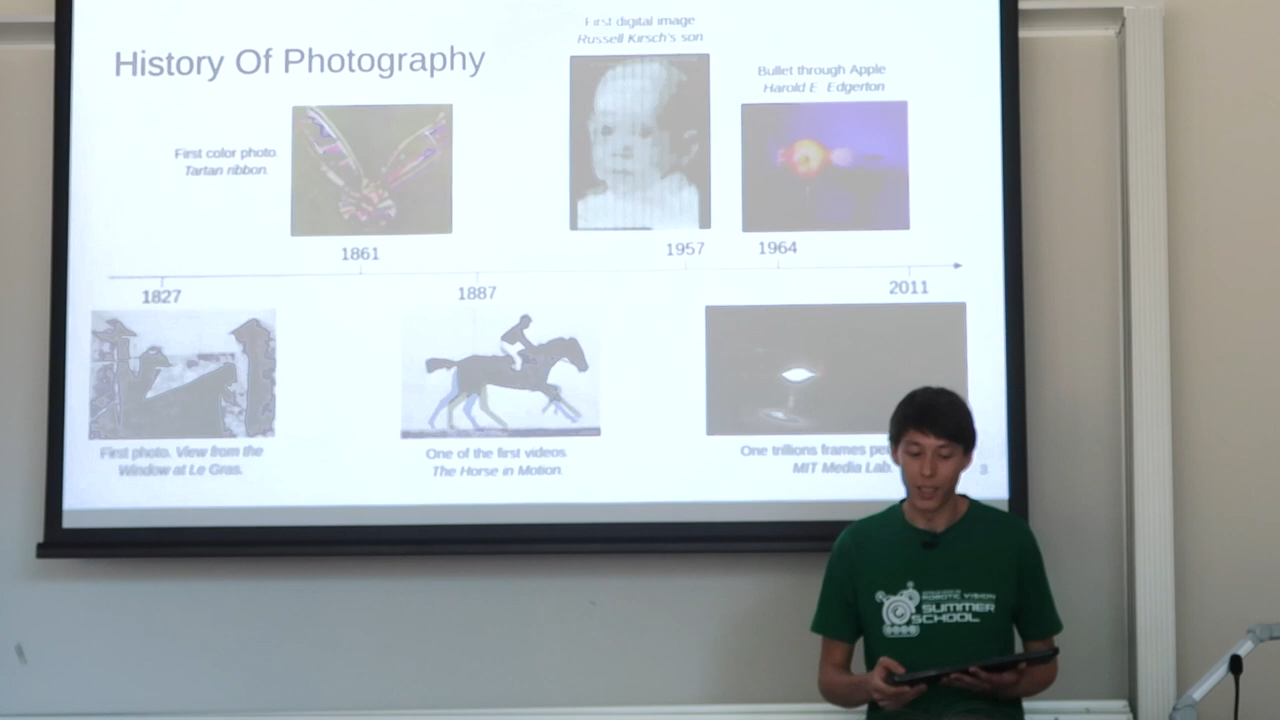 First digital image
Russell Kirsch's son
History Of Photography
Bullet through Apple
Harold E. Edgerton
First color photo.
Tartan ribbon.
1861
1957
1964
1827
1887
2011
First photo. View from the
Window at Le Gras.
One of the first videos.
The Horse in Motion.
One trillions frames pe
MIT Media Lab.
3
ROBOTIC VISION
SUMMER
SCHOOL